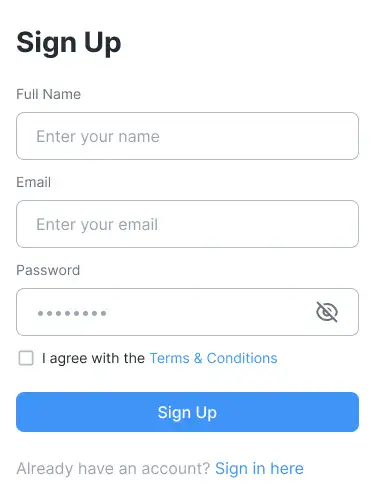 Sign Up
Full Name
Enter your name
Email
Enter your email
Password
••••••••
I agree with the Terms & Conditions
Sign Up
Already have an account? Sign in here